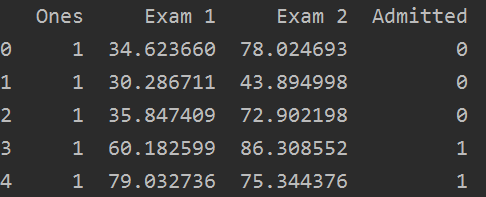 Ones Exam 1 Exam 2 Admitted
0 1 34.623660 78.024693 0
1 1 30.286711 43.894998 0
2 1 35.847409 72.902198 0
3 1 60.182599 86.308552 1
4 1 79.032736 75.344376 1